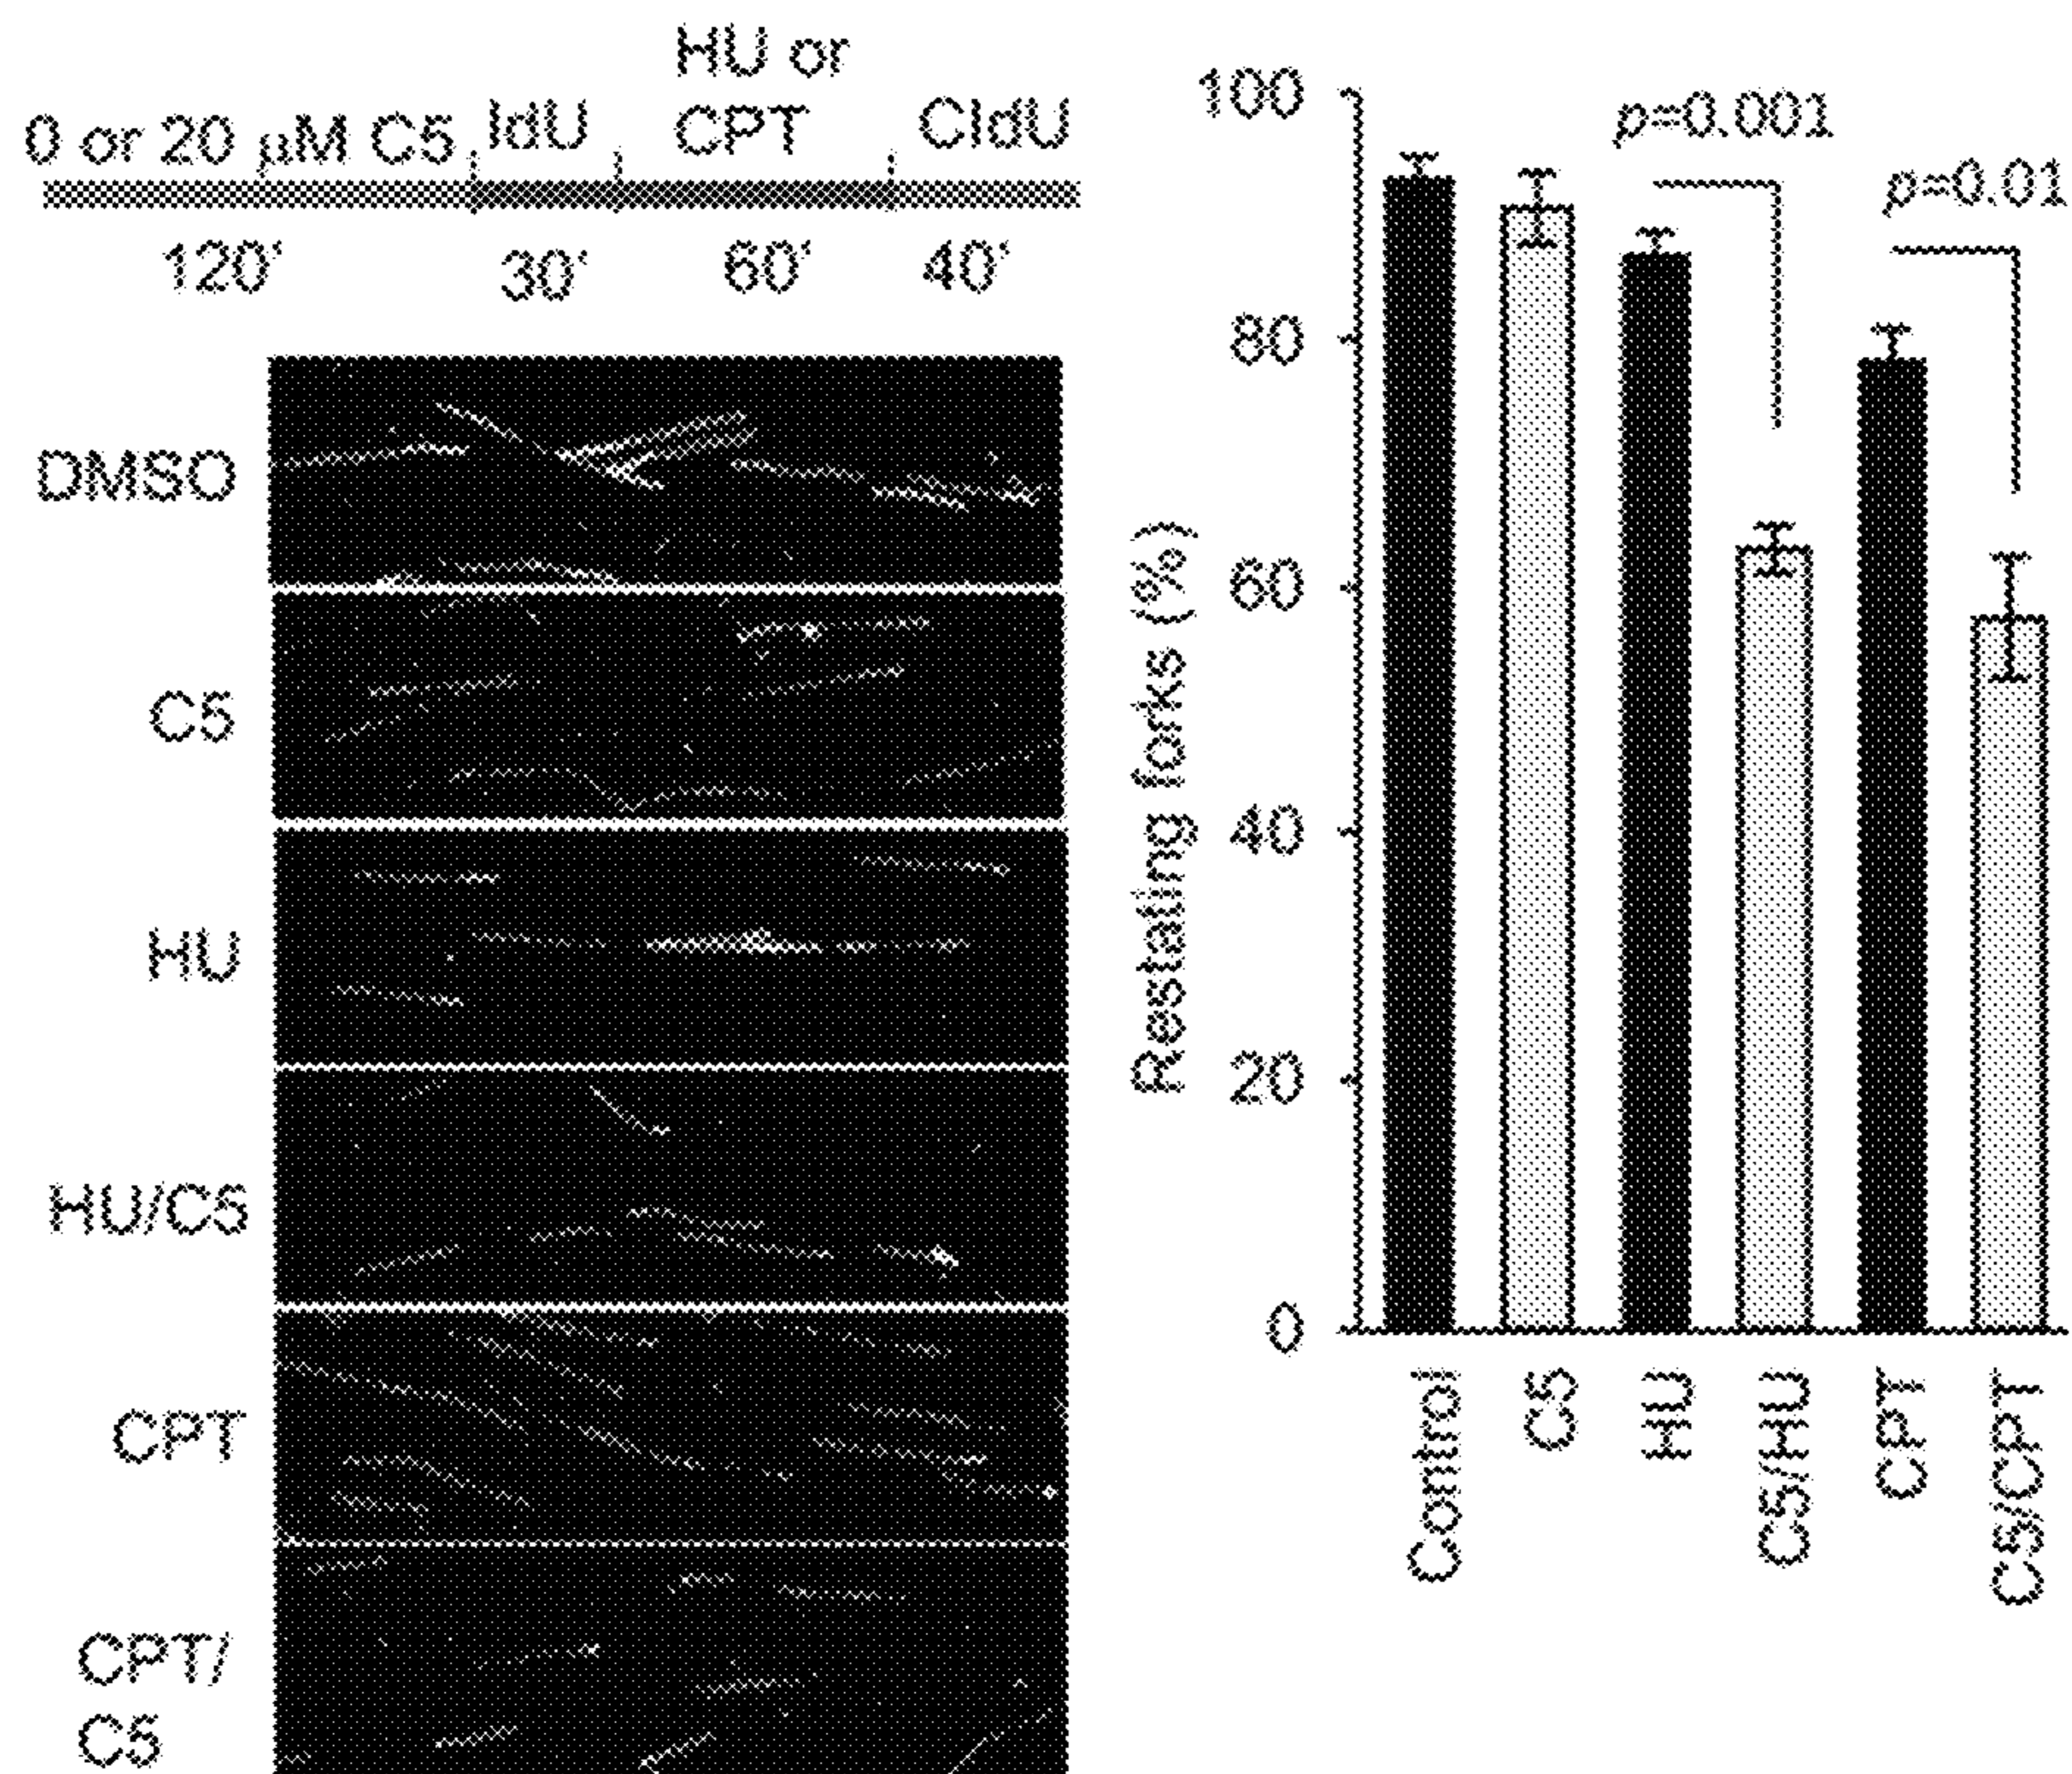 HU or
0 or 20 μM C5 IdU CPT CIdU
120' 30' 60' 40'
DMSO
C5
HU
HU/C5
CPT
CPT/
C5
Restating forks (%)
100
80
60
40
20
0
p=0.001
p=0.01
Control
C5
HU
C5/HU
CPT
C5/CPT